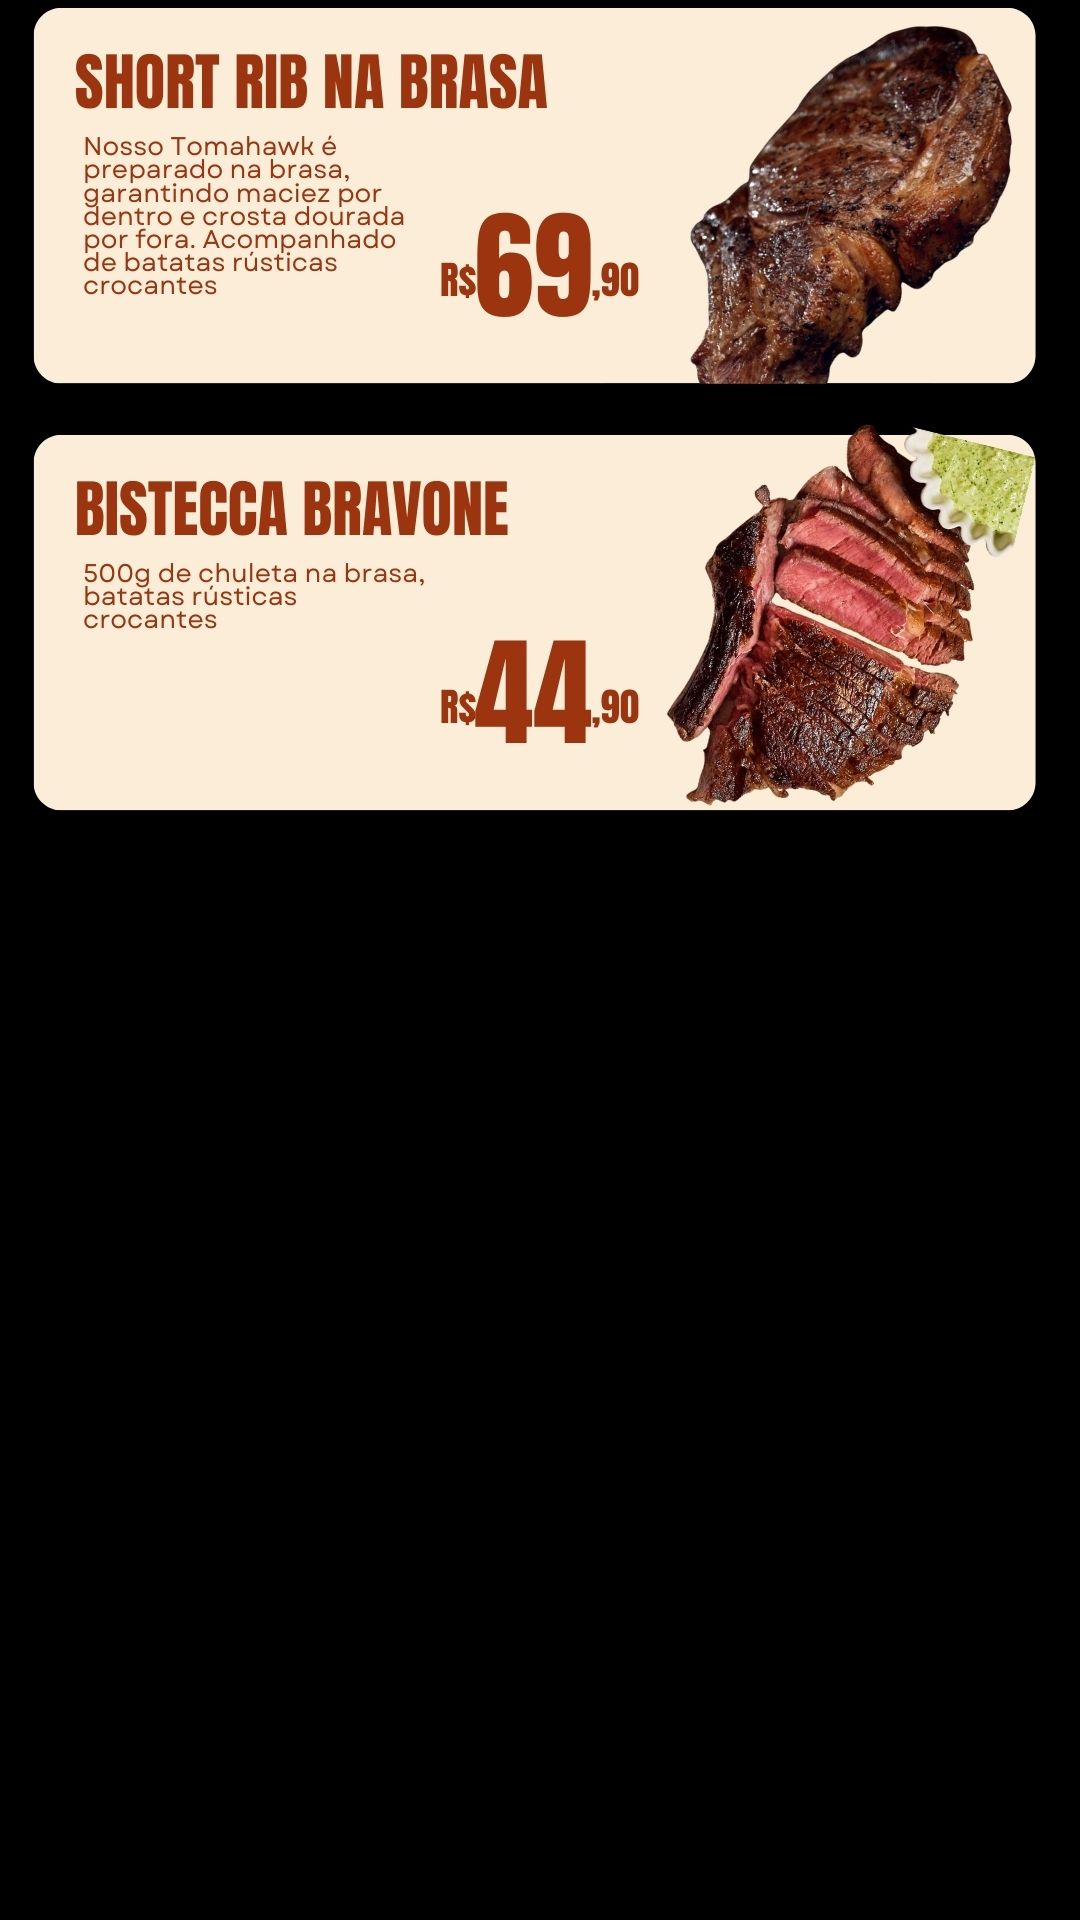 SHORT RIB NA BRASA
Nosso Tomahawk é
preparado na brasa,
garantindo maciez por
dentro e crosta dourada
por fora. Acompanhado
de batatas rústicas
crocantes
R$69,90
BISTECCA BRAVONE
500g de chuleta na brasa,
batatas rústicas
crocantes
R$44,90